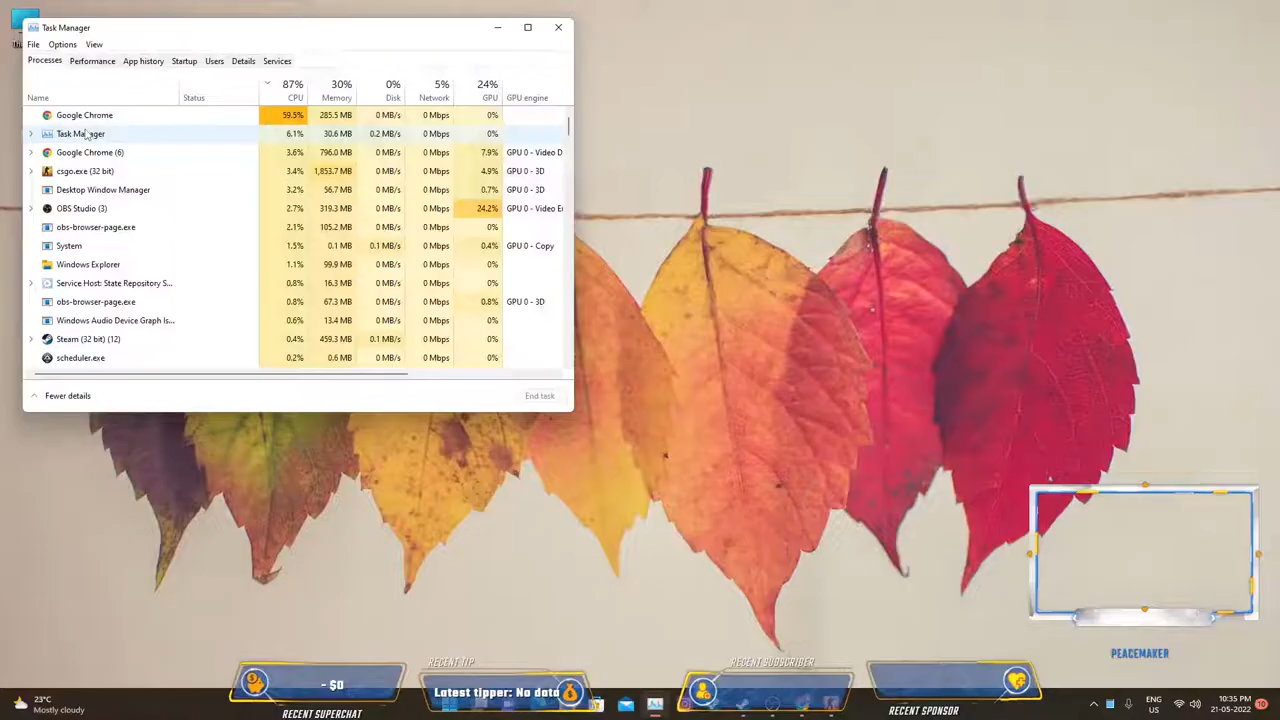 Task Manager
File Options View
Processes Performance App history Startup Users Details Services
87% 30% 0% 5% 24%
Name Status CPU Memory Disk Network GPU GPU engine
Google Chrome 59.5% 285.5 MB 0 MB/s 0 Mbps 0%
Task Manager 6.1% 30.6 MB 0.2 MB/s 0 Mbps 0%
Google Chrome (6) 3.6% 796.0 MB 0 MB/s 0 Mbps 7.9% GPU 0 - Video D
csgo.exe (32 bit) 3.4% 1,853.7 MB 0 MB/s 0 Mbps 4.9% GPU 0 - 3D
Desktop Window Manager 3.2% 56.7 MB 0 MB/s 0 Mbps 0.7% GPU 0 - 3D
OBS Studio (3) 2.7% 319.3 MB 0 MB/s 0 Mbps 24.2% GPU 0 - Video E
obs-browser-page.exe 2.1% 105.2 MB 0 MB/s 0 Mbps 0%
System 1.5% 0.1 MB 0.1 MB/s 0 Mbps 0.4% GPU 0 - Copy
Windows Explorer 1.1% 99.9 MB 0 MB/s 0 Mbps 0%
Service Host: State Repository S... 0.8% 16.3 MB 0 MB/s 0 Mbps 0%
obs-browser-page.exe 0.8% 67.3 MB 0 MB/s 0 Mbps 0.8% GPU 0 - 3D
Windows Audio Device Graph Is... 0.6% 13.4 MB 0 MB/s 0 Mbps 0%
Steam (32 bit) (12) 0.4% 459.3 MB 0.1 MB/s 0 Mbps 0%
scheduler.exe 0.2% 0.6 MB 0 MB/s 0 Mbps 0%
Fewer details End task
PEACEMAKER
RECENT TIP RECENT SUBSCRIBER
- $0
Latest tipper: No data
RECENT SUPERCHAT RECENT SPONSOR
23°C
Mostly cloudy
ENG
US
10:35 PM
21-05-2022
10